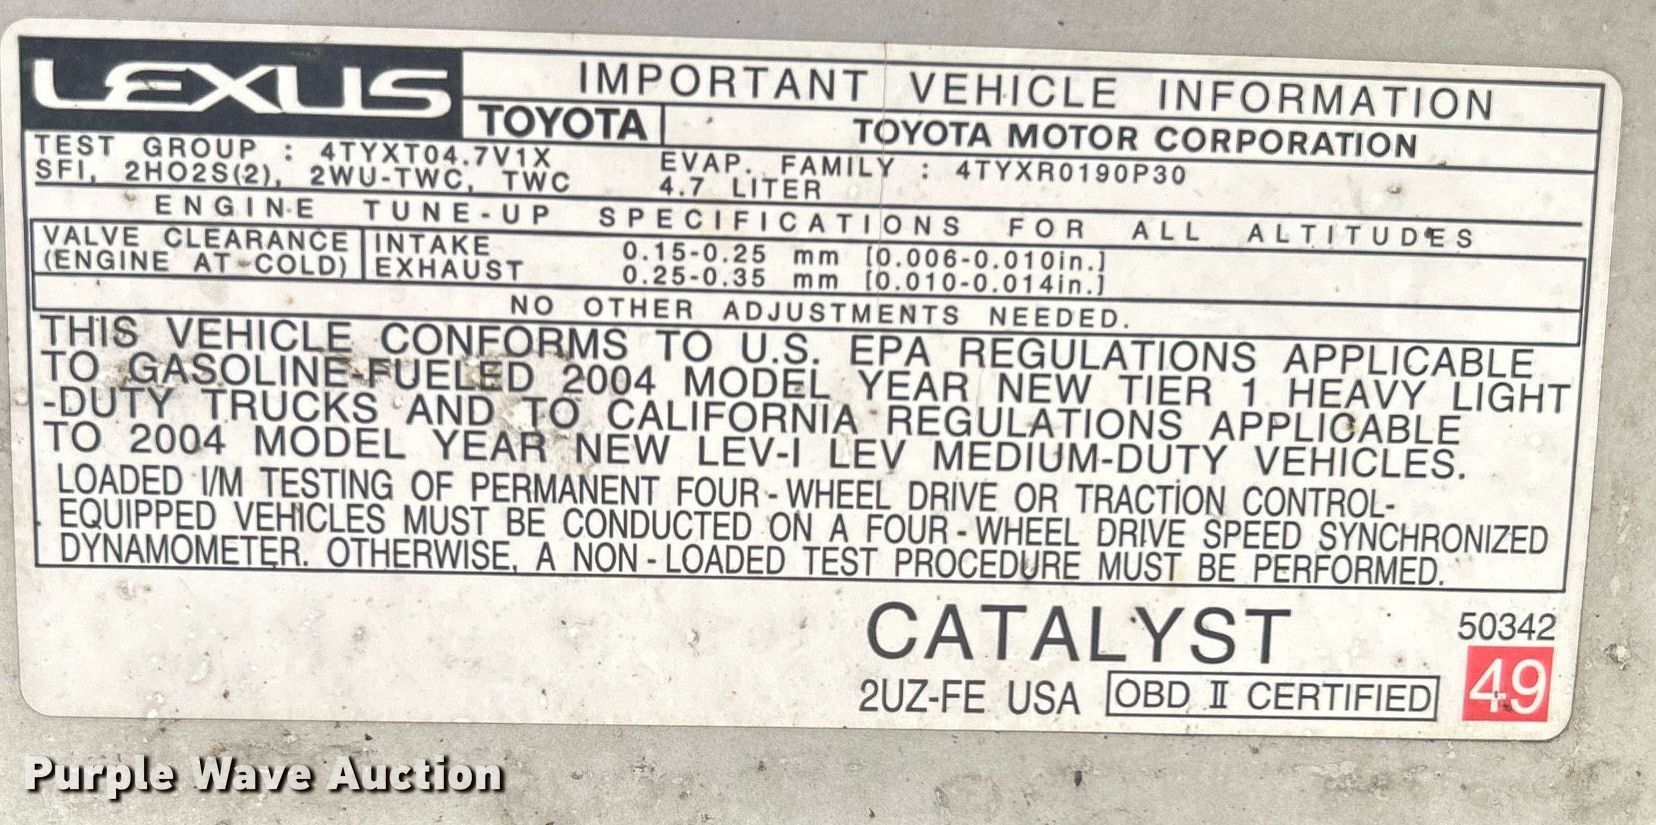 LEXUS
IMPORTANT VEHICLE INFORMATION
TOYOTA
TOYOTA MOTOR CORPORATION
TEST GROUP : 4TYXT04.7V1X
EVAP. FAMILY : 4TYXR0190P30
SFI, 2HO2S(2), 2WU-TWC, TWC
4.7 LITER
ENGINE TUNE-UP SPECIFICATIONS FOR ALL ALTITUDES
VALVE CLEARANCE INTAKE 0.15-0.25 mm [0.006-0.010in.]
(ENGINE AT COLD) EXHAUST 0.25-0.35 mm [0.010-0.014in.]
NO OTHER ADJUSTMENTS NEEDED.
THIS VEHICLE CONFORMS TO U.S. EPA REGULATIONS APPLICABLE
TO GASOLINE-FUELED 2004 MODEL YEAR NEW TIER 1 HEAVY LIGHT
-DUTY TRUCKS AND TO CALIFORNIA REGULATIONS APPLICABLE
TO 2004 MODEL YEAR NEW LEV-I LEV MEDIUM-DUTY VEHICLES.
LOADED I/M TESTING OF PERMANENT FOUR-WHEEL DRIVE OR TRACTION CONTROL-
EQUIPPED VEHICLES MUST BE CONDUCTED ON A FOUR-WHEEL DRIVE SPEED SYNCHRONIZED
DYNAMOMETER. OTHERWISE, A NON-LOADED TEST PROCEDURE MUST BE PERFORMED.
CATALYST
50342
2UZ-FE USA OBD II CERTIFIED
49
Purple Wave Auction